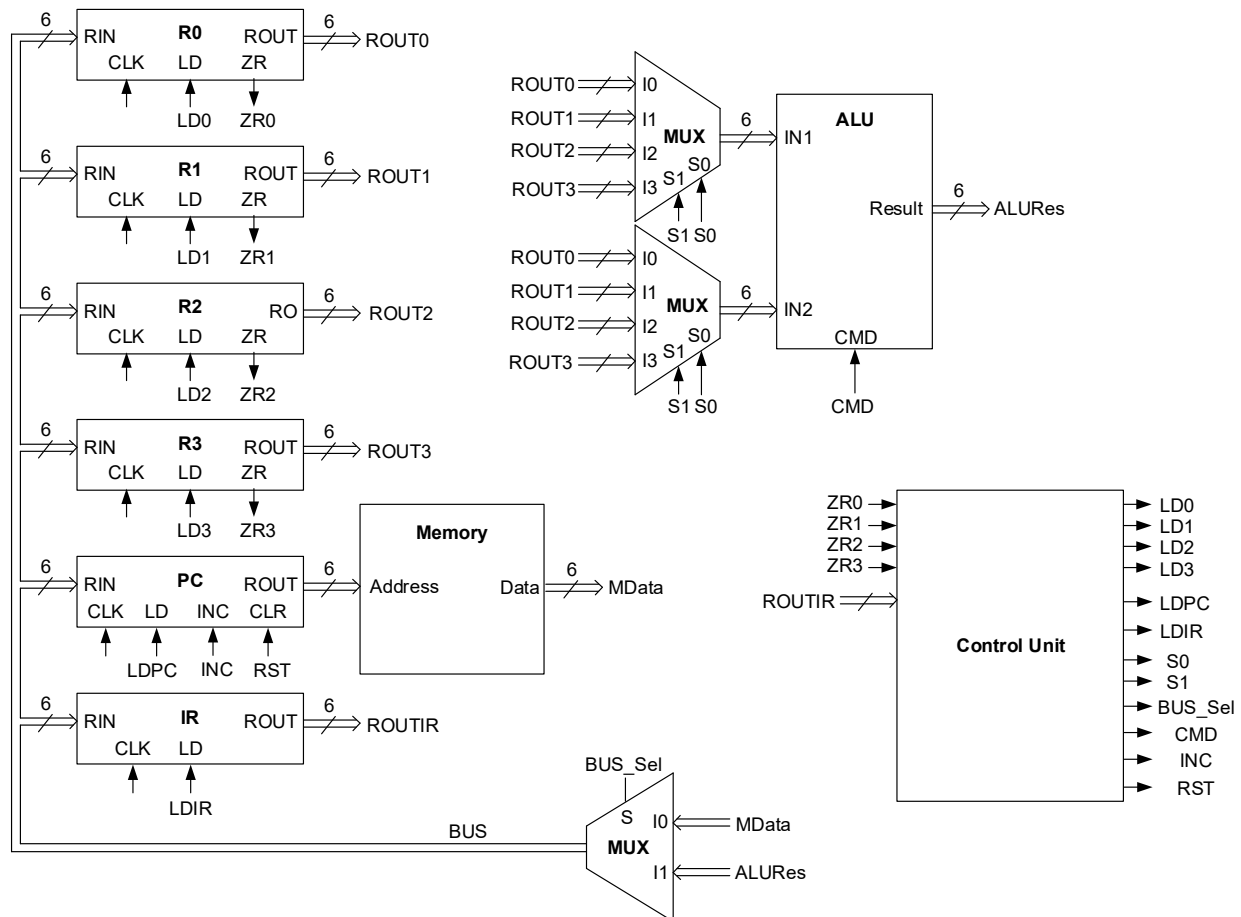 6
RIN
R0
ROUT
CLK
LD
ZR
6
ROUT0
LD0
ZR0
6
RIN
R1
ROUT
CLK
LD
ZR
6
ROUT1
LD1
ZR1
6
RIN
R2
RO
CLK
LD
ZR
6
ROUT2
LD2
ZR2
6
RIN
R3
ROUT
CLK
LD
ZR
6
ROUT3
LD3
ZR3
6
RIN
PC
ROUT
CLK
LD
INC
CLR
6
LDPC
INC
RST
Memory
Address
Data
6
MData
6
RIN
IR
ROUT
CLK
LD
6
ROUTIR
LDIR
ROUT0
ROUT1
ROUT2
ROUT3
I0
I1
I2
I3
MUX
S1
S0
S1
S0
6
ROUT0
ROUT1
ROUT2
ROUT3
I0
I1
I2
I3
MUX
S1
S0
S1
S0
6
ALU
IN1
IN2
Result
CMD
CMD
6
ALURes
ZR0
ZR1
ZR2
ZR3
ROUTIR
Control Unit
LD0
LD1
LD2
LD3
LDPC
LDIR
S0
S1
BUS_Sel
CMD
INC
RST
BUS_Sel
S
I0
MUX
I1
MData
ALURes
BUS